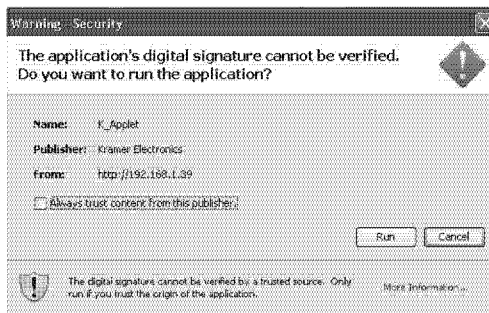 Warning - Security
The application's digital signature cannot be verified.
Do you want to run the application?
Name: K_Applet
Publisher: Kramer Electronics
From: http://192.168.1.39
Always trust content from this publisher.
Run Cancel
The digital signature cannot be verified by a trusted source. Only
run if you trust the origin of the application.
More Information...